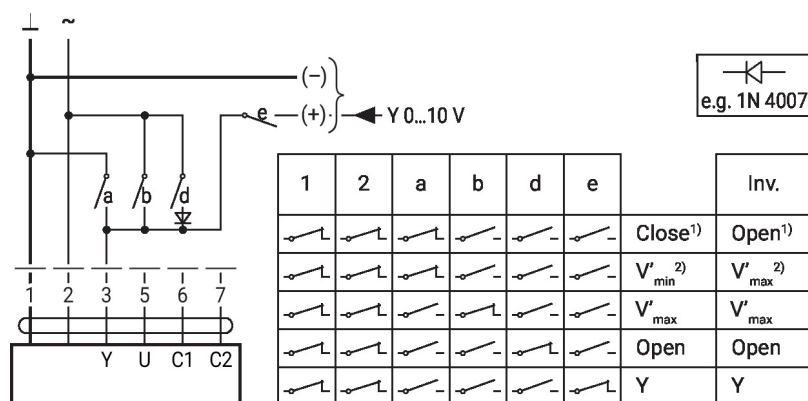 ⊥ ~
(–)
e (+) Y 0...10 V
e.g. 1N 4007
a b d
1 2 3 5 6 7
Y U C1 C2
1 2 a b d e Inv.
Close¹⁾ Open¹⁾
V'min²⁾ V'max²⁾
V'max V'max
Open Open
Y Y